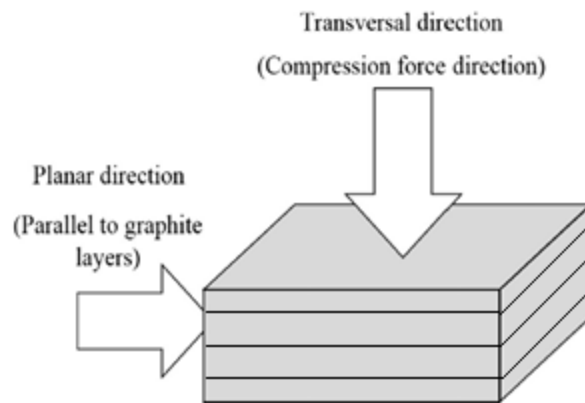 Transversal direction
(Compression force direction)
Planar direction
(Parallel to graphite
layers)